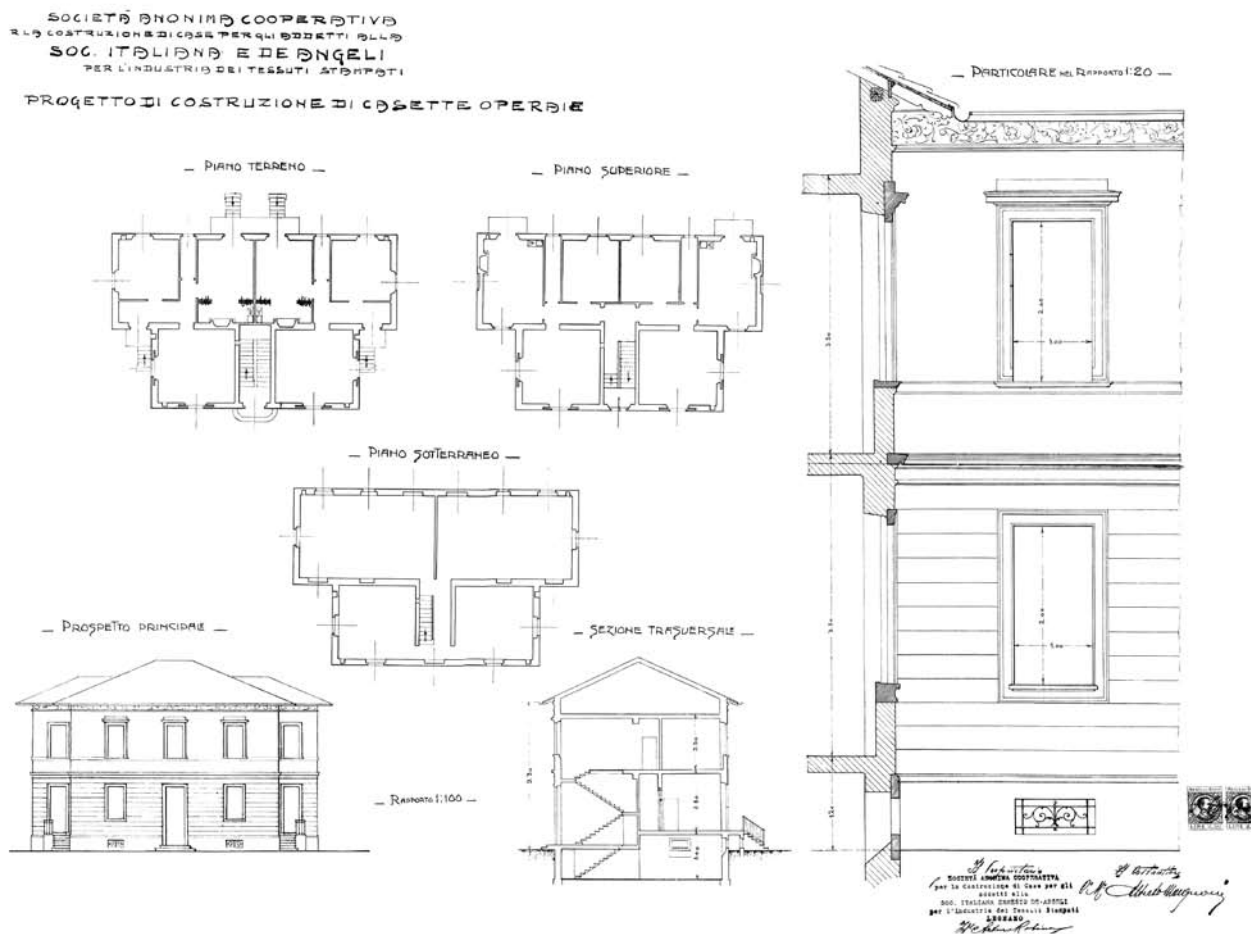 SOCIETÀ ANONIMA COOPERATIVA
R LA COSTRUZIONE DI CASE PER GLI ADDETTI ALLA
SOC. ITALIANA E DE ANGELI
PER L'INDUSTRIA DEI TESSUTI STAMPATI
PROGETTO DI COSTRUZIONE DI CASETTE OPERAIE
— PARTICOLARE NEL RAPPORTO 1:20 —
— PIANO TERRENO —
— PIANO SUPERIORE —
— PIANO SOTTERRANEO —
— PROSPETTO PRINCIPALE —
— SEZIONE TRASVERSALE —
— RAPPORTO 1:100 —
SOCIETÀ ANONIMA COOPERATIVA
per la Costruzione di Case per gli
addetti alla
SOC. ITALIANA ERNESTO DE-ANGELI
per l'Industria dei Tessuti Stampati
LEGNANO